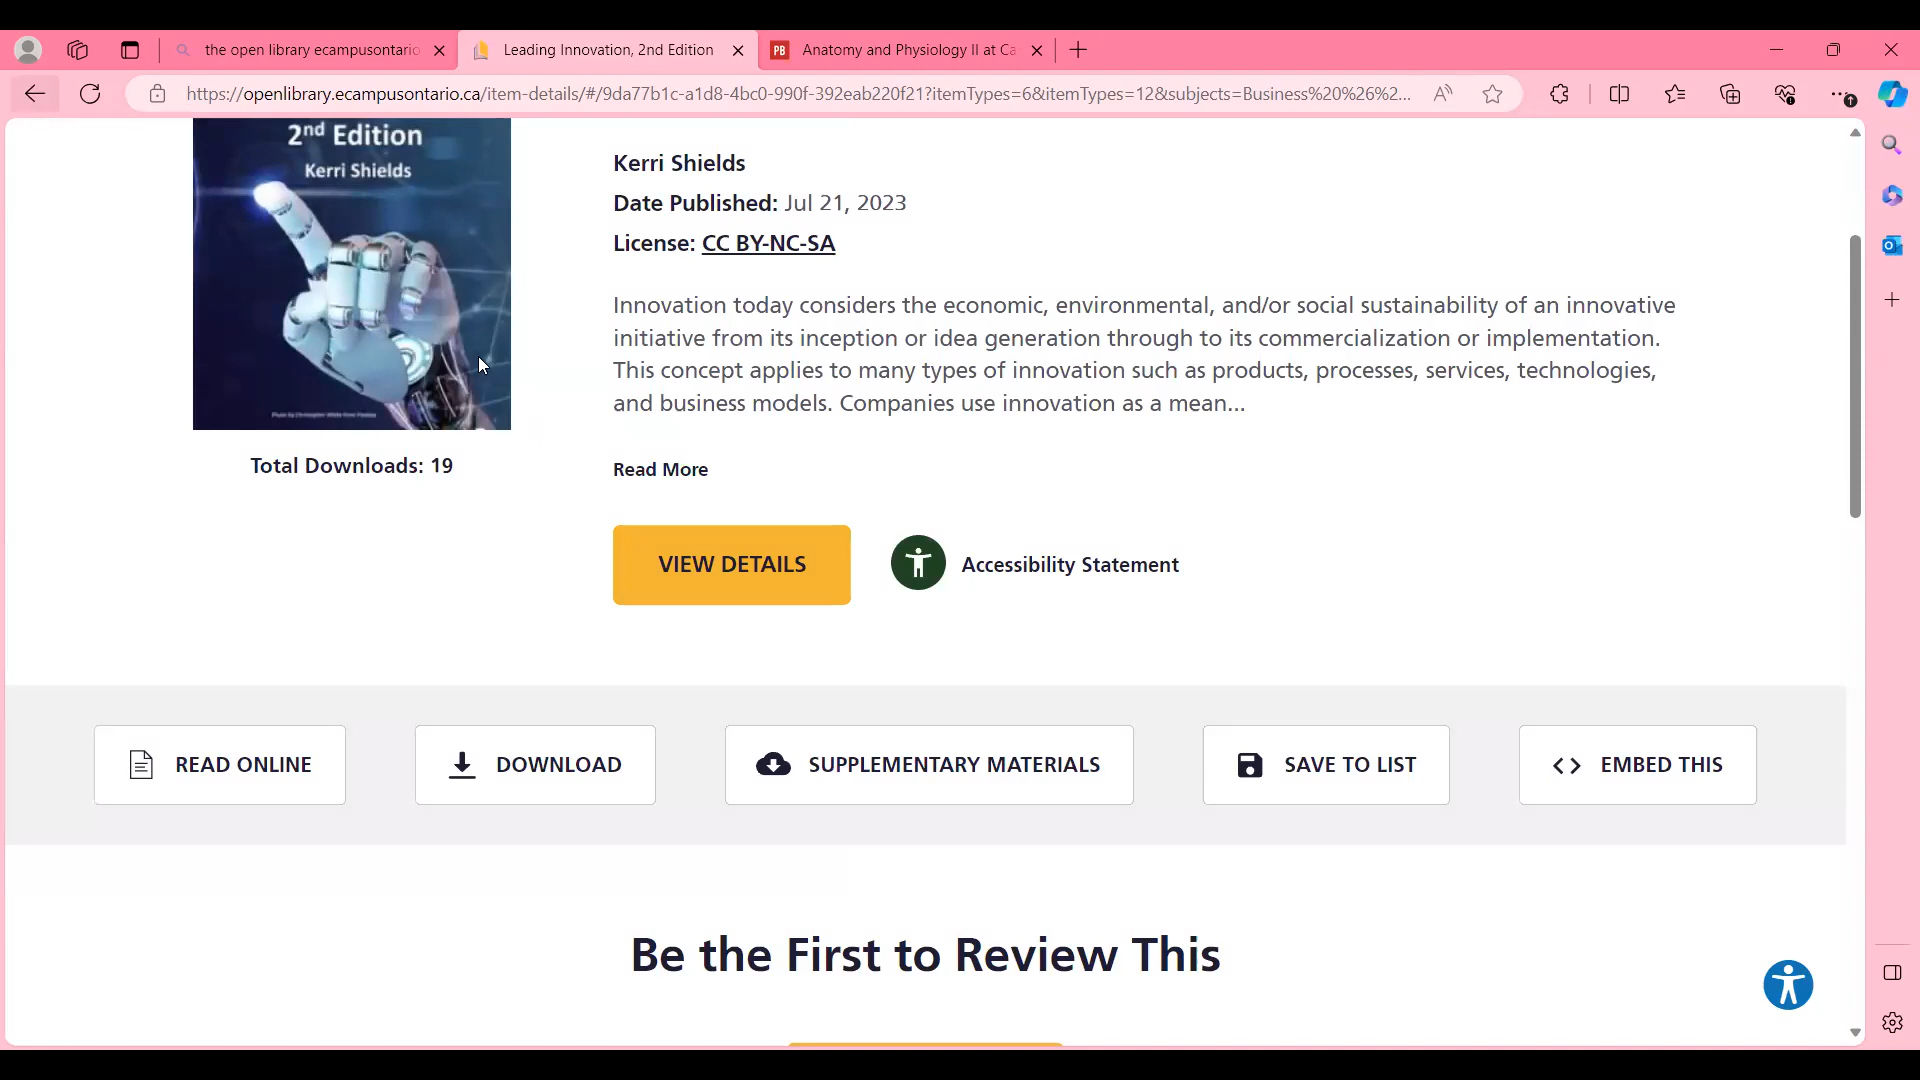 the open library ecampusontario
Leading Innovation, 2nd Edition
PB
Anatomy and Physiology II at Ca
https://openlibrary.ecampusontario.ca/item-details/#/9da77b1c-a1d8-4bc0-990f-392eab220f21?itemTypes=6&itemTypes=12&subjects=Business%20%26%2...
2nd Edition
Kerri Shields
Total Downloads: 19
Kerri Shields
Date Published: Jul 21, 2023
License: CC BY-NC-SA
Innovation today considers the economic, environmental, and/or social sustainability of an innovative
initiative from its inception or idea generation through to its commercialization or implementation.
This concept applies to many types of innovation such as products, processes, services, technologies,
and business models. Companies use innovation as a mean...
Read More
VIEW DETAILS
Accessibility Statement
READ ONLINE
DOWNLOAD
SUPPLEMENTARY MATERIALS
SAVE TO LIST
EMBED THIS
Be the First to Review This